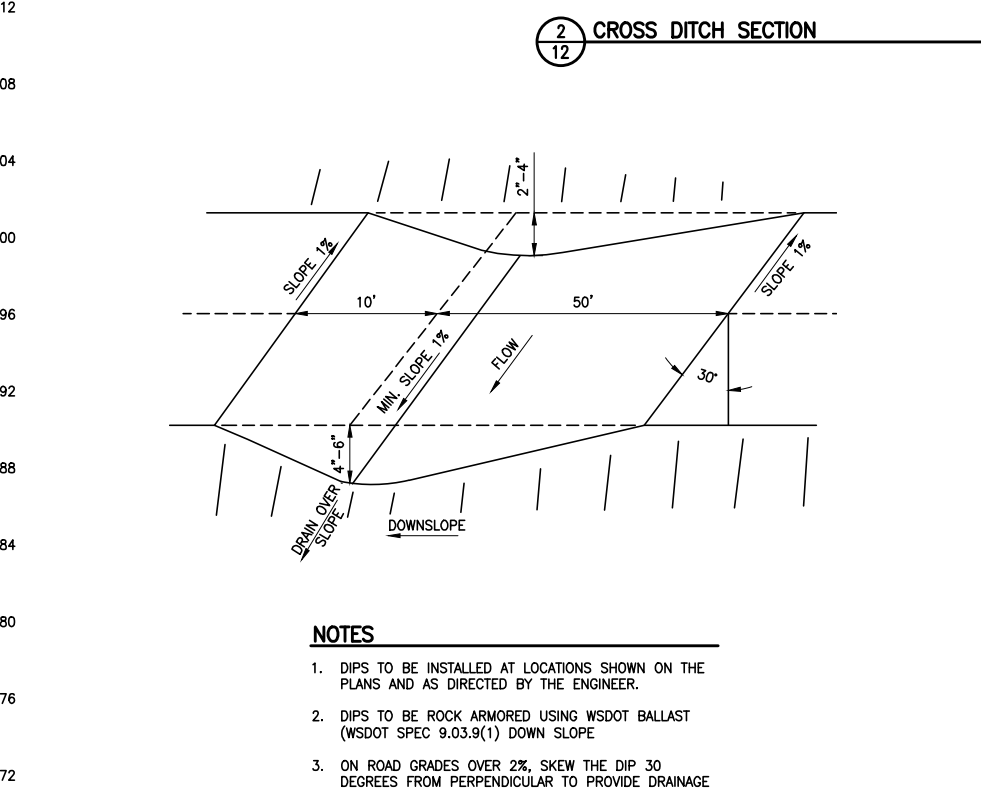 2
12
CROSS DITCH SECTION
12
08
04
00
96
92
88
84
80
76
72
2"-4"
SLOPE 1%
SLOPE 1%
10'
50'
MIN. SLOPE 1%
FLOW
30°
4"-6"
DRAIN OVER
SLOPE
DOWNSLOPE
NOTES
1. DIPS TO BE INSTALLED AT LOCATIONS SHOWN ON THE
PLANS AND AS DIRECTED BY THE ENGINEER.
2. DIPS TO BE ROCK ARMORED USING WSDOT BALLAST
(WSDOT SPEC 9.03.9(1) DOWN SLOPE
3. ON ROAD GRADES OVER 2%, SKEW THE DIP 30
DEGREES FROM PERPENDICULAR TO PROVIDE DRAINAGE